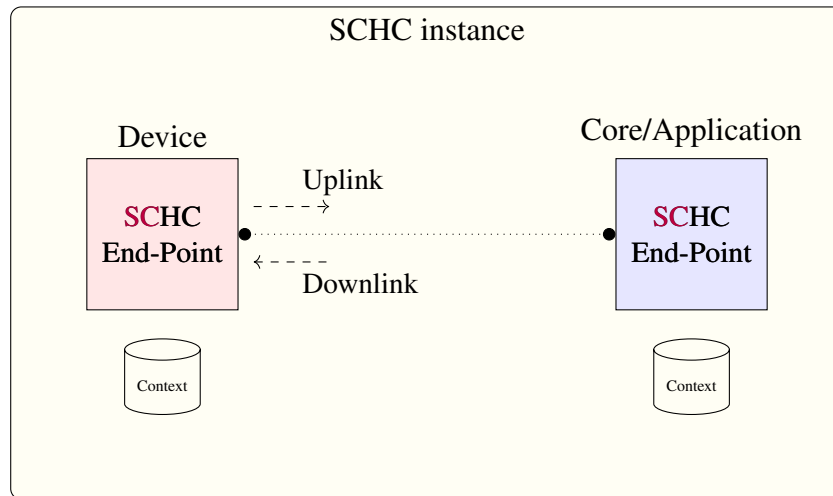 SCHC instance
Device
Core/Application
Uplink
SCHC
End-Point
SCHC
End-Point
Downlink
Context
Context